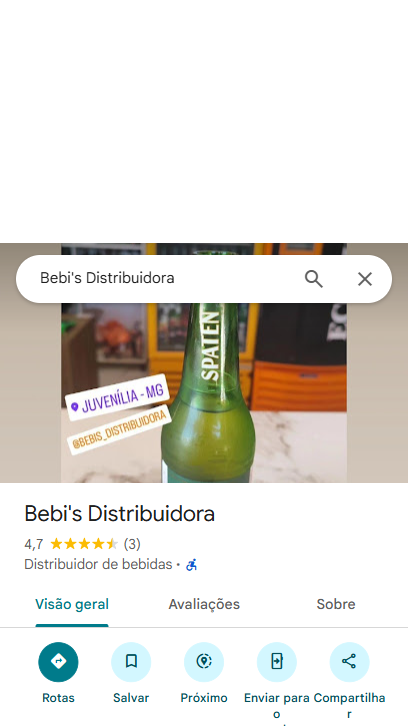 Bebi's Distribuidora
SPATEN
JUVENÍLIA - MG
@BEBIS_DISTRIBUIDORA
Bebi's Distribuidora
4,7 (3)
Distribuidor de bebidas ·
Visão geral Avaliações Sobre
Rotas Salvar Próximo Enviar para o Compartilhar